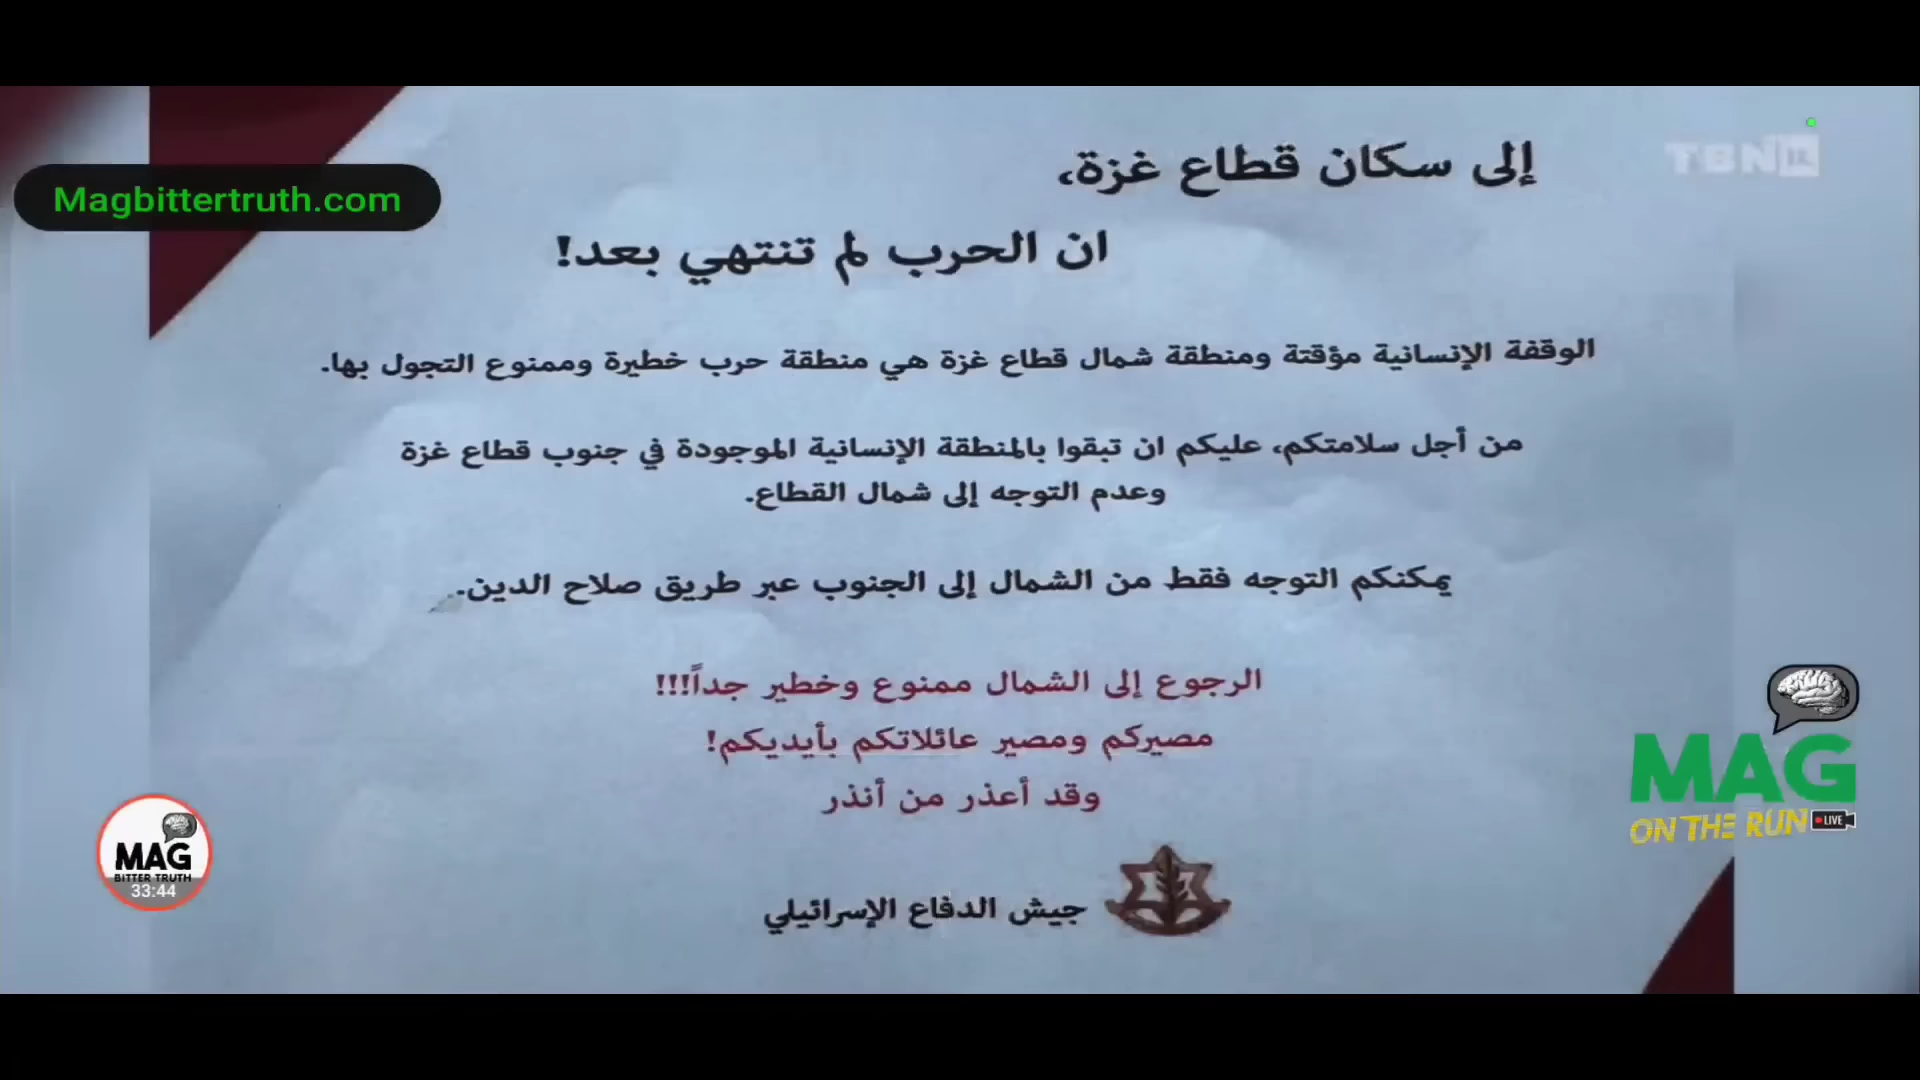 إلى سكان قطاع غزة،
TBN IL
Magbittertruth.com
ان الحرب لم تنتهي بعد!
الوقفة الإنسانية مؤقتة ومنطقة شمال قطاع غزة هي منطقة حرب خطيرة وممنوع التجول بها.
من أجل سلامتكم، عليكم ان تبقوا بالمنطقة الإنسانية الموجودة في جنوب قطاع غزة
وعدم التوجه إلى شمال القطاع.
يمكنكم التوجه فقط من الشمال إلى الجنوب عبر طريق صلاح الدين.
الرجوع إلى الشمال ممنوع وخطير جداً!!!
مصيركم ومصير عائلاتكم بأيديكم!
وقد أعذر من أنذر
جيش الدفاع الإسرائيلي
MAG
ON THE RUN
LIVE
MAG
BITTER TRUTH
33:44